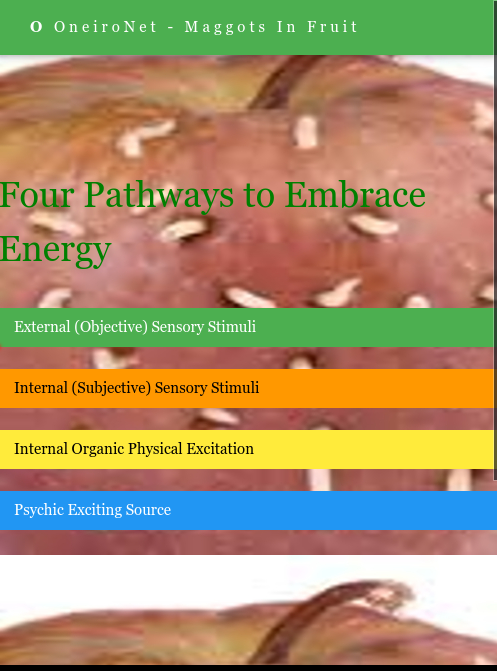 O OneiroNet - Maggots In Fruit
Four Pathways to Embrace
Energy
External (Objective) Sensory Stimuli
Internal (Subjective) Sensory Stimuli
Internal Organic Physical Excitation
Psychic Exciting Source